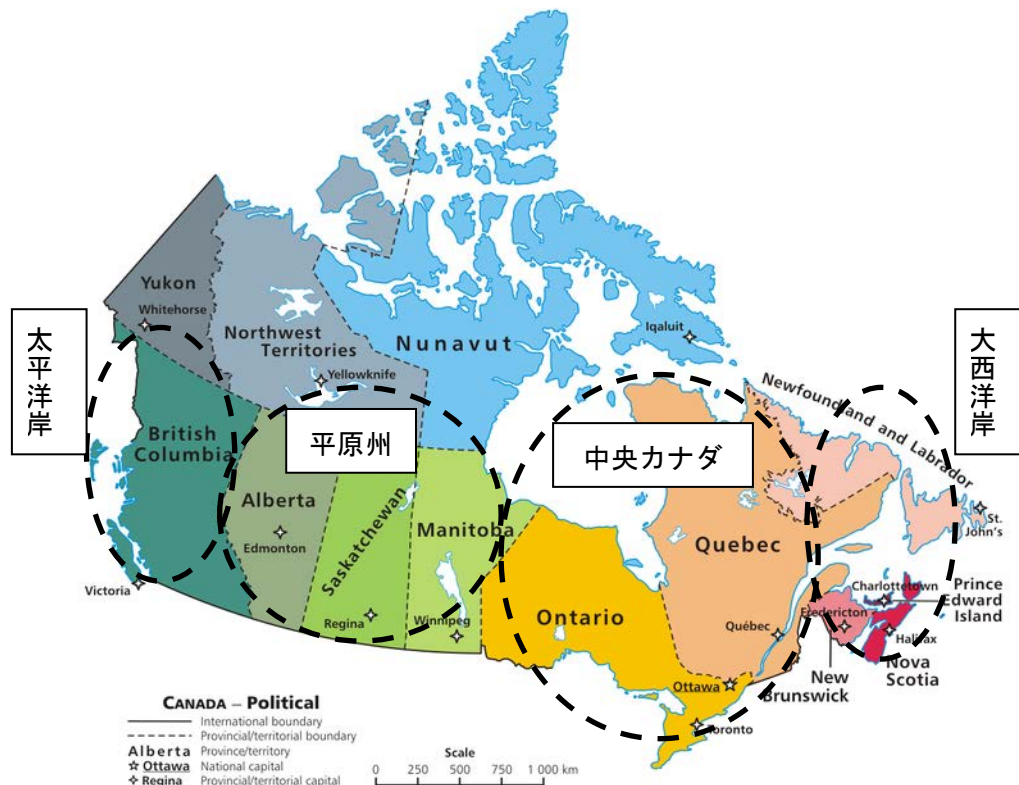 Yukon
Whitehorse
Northwest
Territories
Yellowknife
Nunavut
Iqaluit
太平洋岸
大西洋岸
平原州
中央カナダ
Newfoundland and Labrador
British
Columbia
Alberta
Edmonton
Saskatchewan
Manitoba
Quebec
St.
John's
Victoria
Regina
Winnipeg
Ontario
Québec
Charlottetown
Prince
Edward
Island
Fredericton
Halifax
Nova
Scotia
New
Brunswick
Ottawa
Toronto
CANADA – Political
International boundary
Provincial/territorial boundary
Alberta Province/territory
Ottawa National capital
Regina Provincial/territorial capital
Scale
0 250 500 750 1 000 km